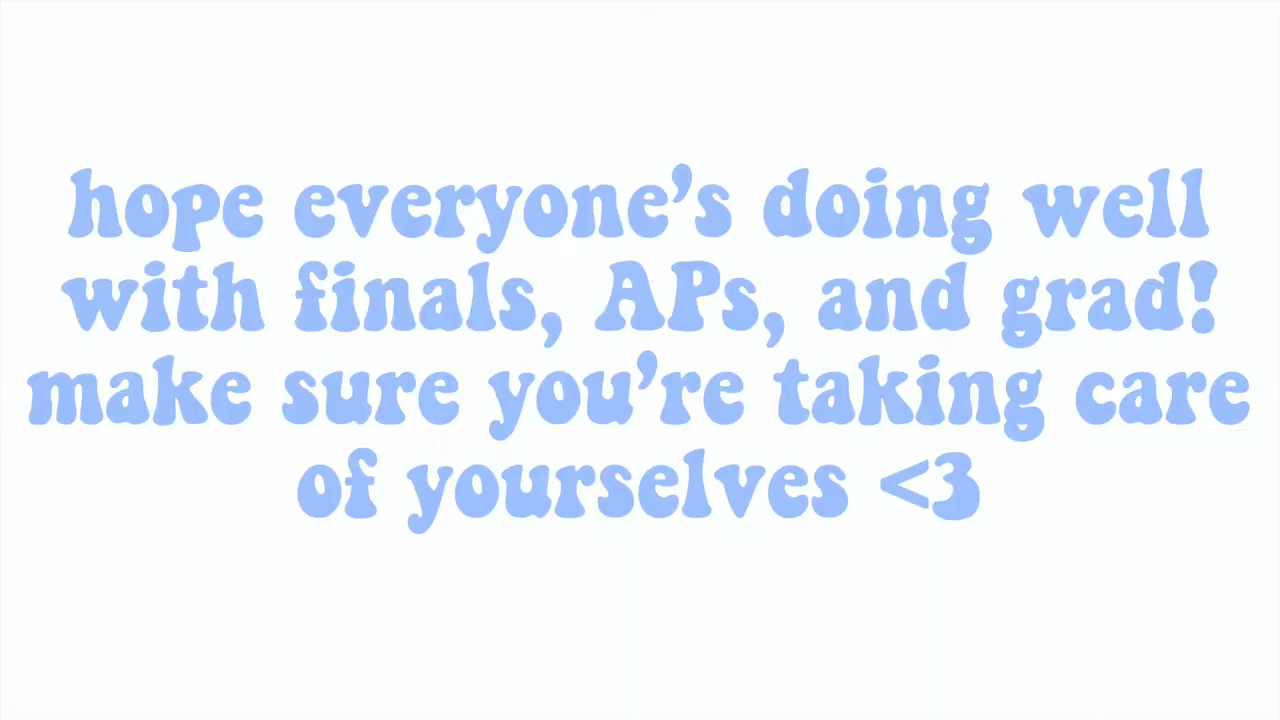 hope everyone’s doing well
with finals, APs, and grad!
make sure you’re taking care
of yourselves <3